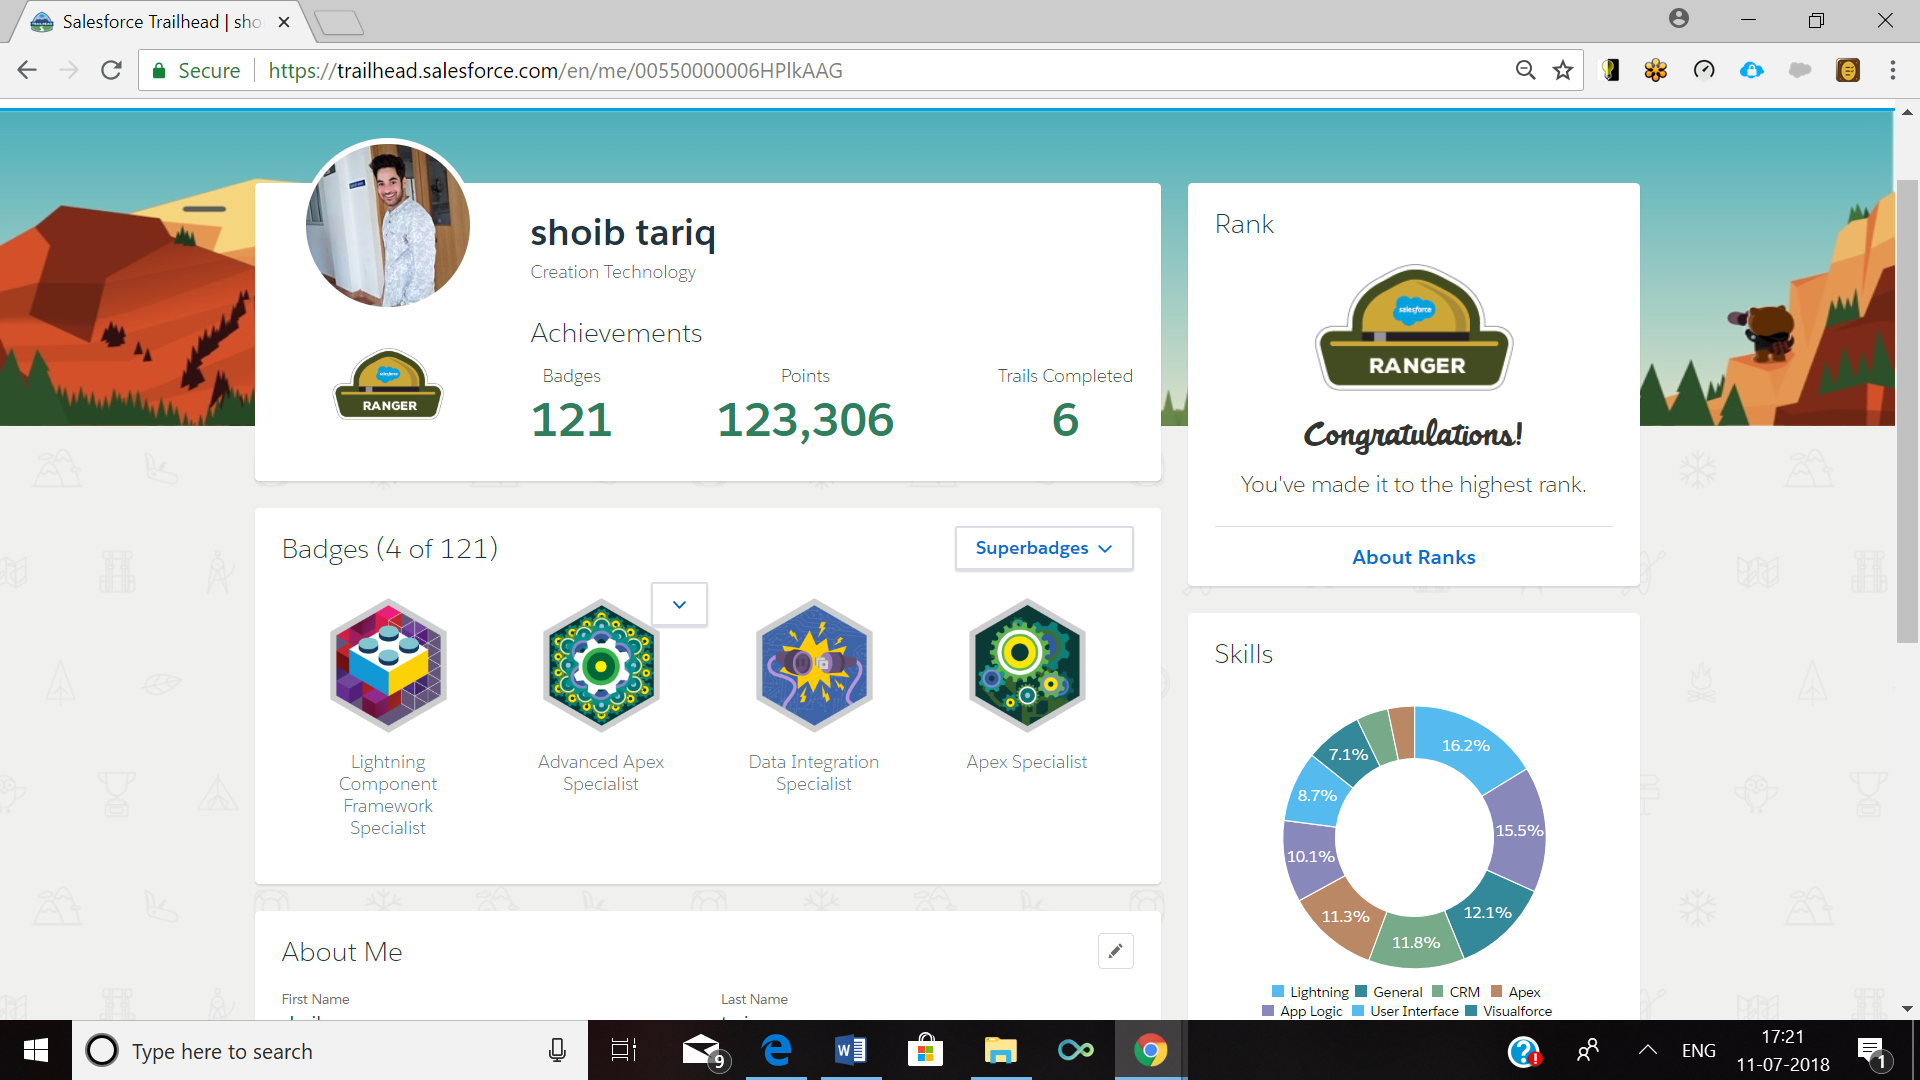 Salesforce Trailhead | sho
Secure
https://trailhead.salesforce.com/en/me/00550000006HPlkAAG
shoib tariq
Creation Technology
Achievements
Badges
Points
Trails Completed
121
123,306
6
RANGER
Rank
salesforce
RANGER
Congratulations!
You've made it to the highest rank.
About Ranks
Badges (4 of 121)
Superbadges
Lightning
Component
Framework
Specialist
Advanced Apex
Specialist
Data Integration
Specialist
Apex Specialist
Skills
16.2%
15.5%
12.1%
11.8%
11.3%
10.1%
8.7%
7.1%
Lightning General CRM Apex
App Logic User Interface Visualforce
About Me
First Name
Last Name
Type here to search
9
ENG
17:21
11-07-2018
1